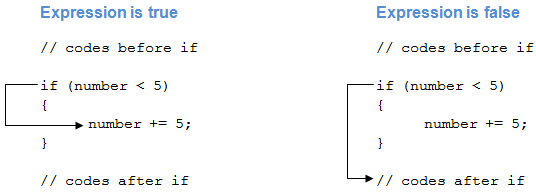 Expression is true
// codes before if
if (number < 5)
{
number += 5;
}
// codes after if
Expression is false
// codes before if
if (number < 5)
{
number += 5;
}
// codes after if